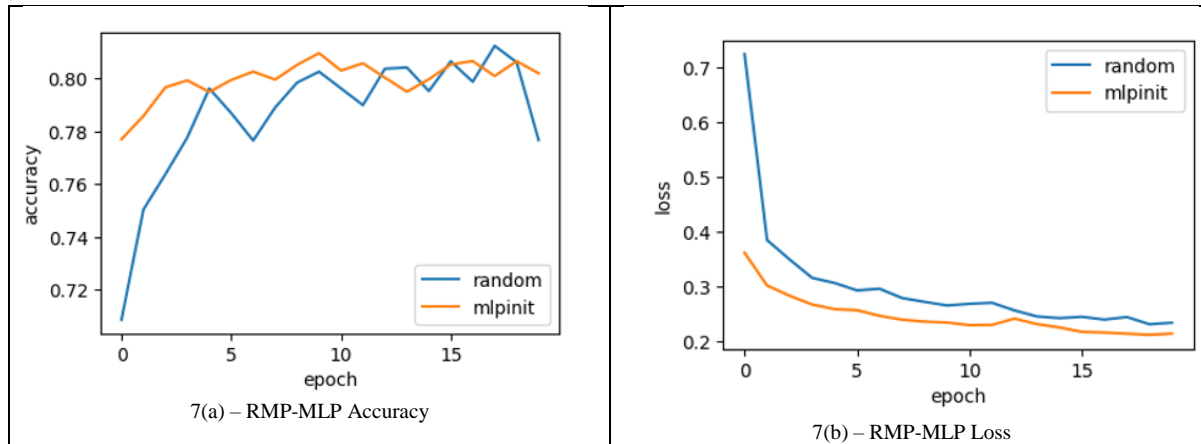 0.80
0.78
0.76
0.74
0.72
accuracy
random
mlpinit
0
5
10
15
epoch
7(a) – RMP-MLP Accuracy
0.7
0.6
0.5
0.4
0.3
0.2
loss
random
mlpinit
0
5
10
15
epoch
7(b) – RMP-MLP Loss